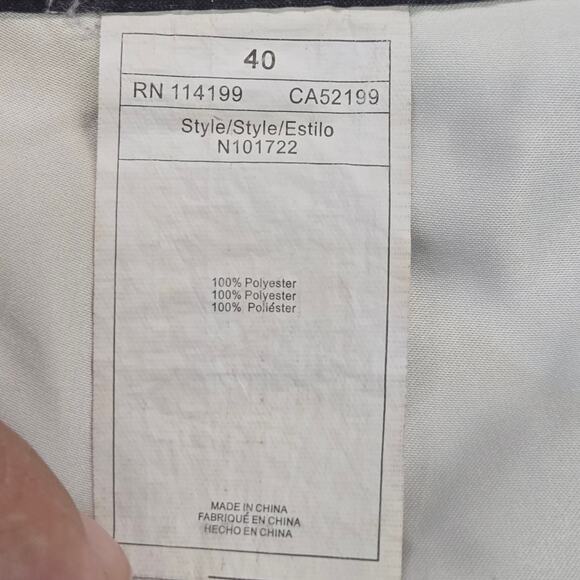 40
RN 114199 CA52199
Style/Style/Estilo
N101722
100% Polyester
100% Polyester
100% Poliéster
MADE IN CHINA
FABRIQUÉ EN CHINA
HECHO EN CHINA